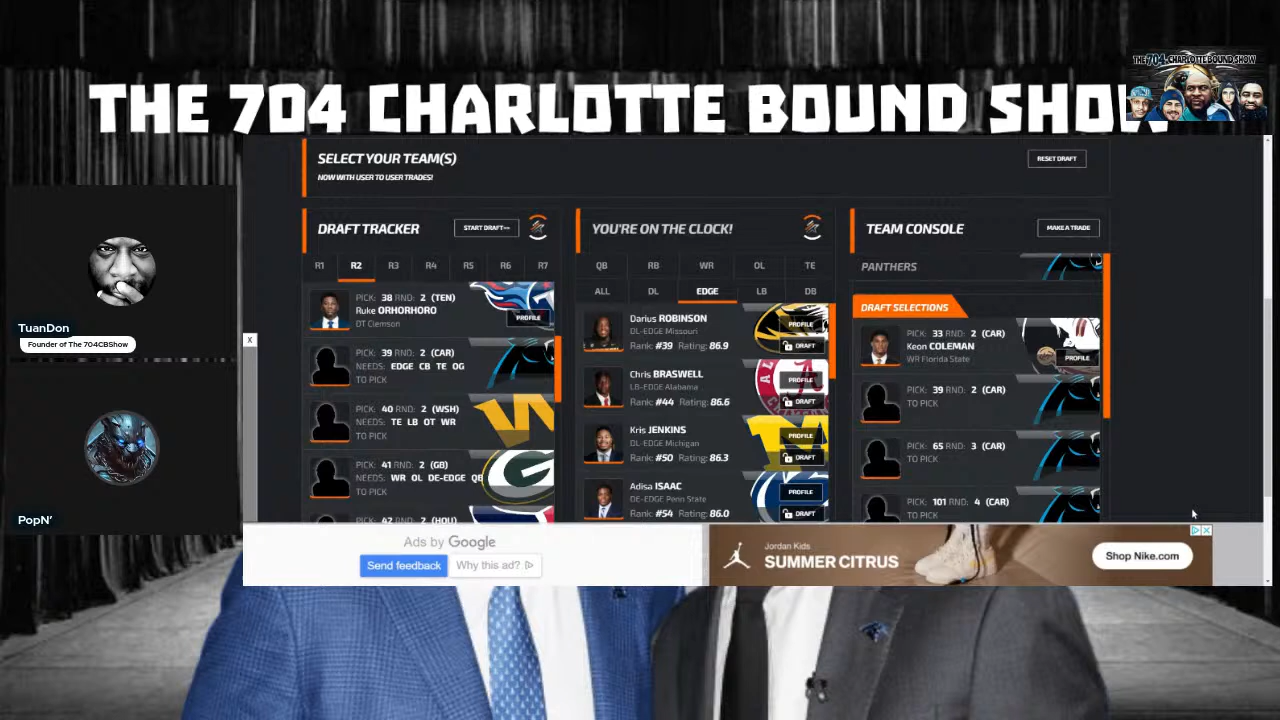 THE 704 CHARLOTTE BOUND SHOW
THE 704 CHARLOTTE BOUND SHOW
SELECT YOUR TEAM(S)
NOW WITH USER TO USER TRADES!
RESET DRAFT
DRAFT TRACKER
START DRAFT
R1 R2 R3 R4 R5 R6 R7
PICK: 38 RND: 2 (TEN)
Ruke ORHORHORO
DT Clemson
PROFILE
PICK: 39 RND: 2 (CAR)
NEEDS: EDGE CB TE OG
TO PICK
PICK: 40 RND: 2 (WSH)
NEEDS: TE LB OT WR
TO PICK
PICK: 41 RND: 2 (GB)
NEEDS: WR OL DE-EDGE QB
TO PICK
PICK: 42 RND: 2 (HOU)
YOU'RE ON THE CLOCK!
QB RB WR OL TE
ALL DL EDGE LB DB
Darius ROBINSON
DL-EDGE Missouri
Rank: #39 Rating: 86.9
PROFILE
DRAFT
Chris BRASWELL
LB-EDGE Alabama
Rank: #44 Rating: 86.6
PROFILE
DRAFT
Kris JENKINS
DL-EDGE Michigan
Rank: #50 Rating: 86.3
PROFILE
DRAFT
Adisa ISAAC
DE-EDGE Penn State
Rank: #54 Rating: 86.0
PROFILE
DRAFT
TEAM CONSOLE
MAKE A TRADE
PANTHERS
DRAFT SELECTIONS
PICK: 33 RND: 2 (CAR)
Keon COLEMAN
WR Florida State
PROFILE
PICK: 39 RND: 2 (CAR)
TO PICK
PICK: 65 RND: 3 (CAR)
TO PICK
PICK: 101 RND: 4 (CAR)
TO PICK
TuanDon
Founder of The 704CBShow
PopN'
X
Ads by Google
Send feedback
Why this ad?
Jordan Kids
SUMMER CITRUS
Shop Nike.com